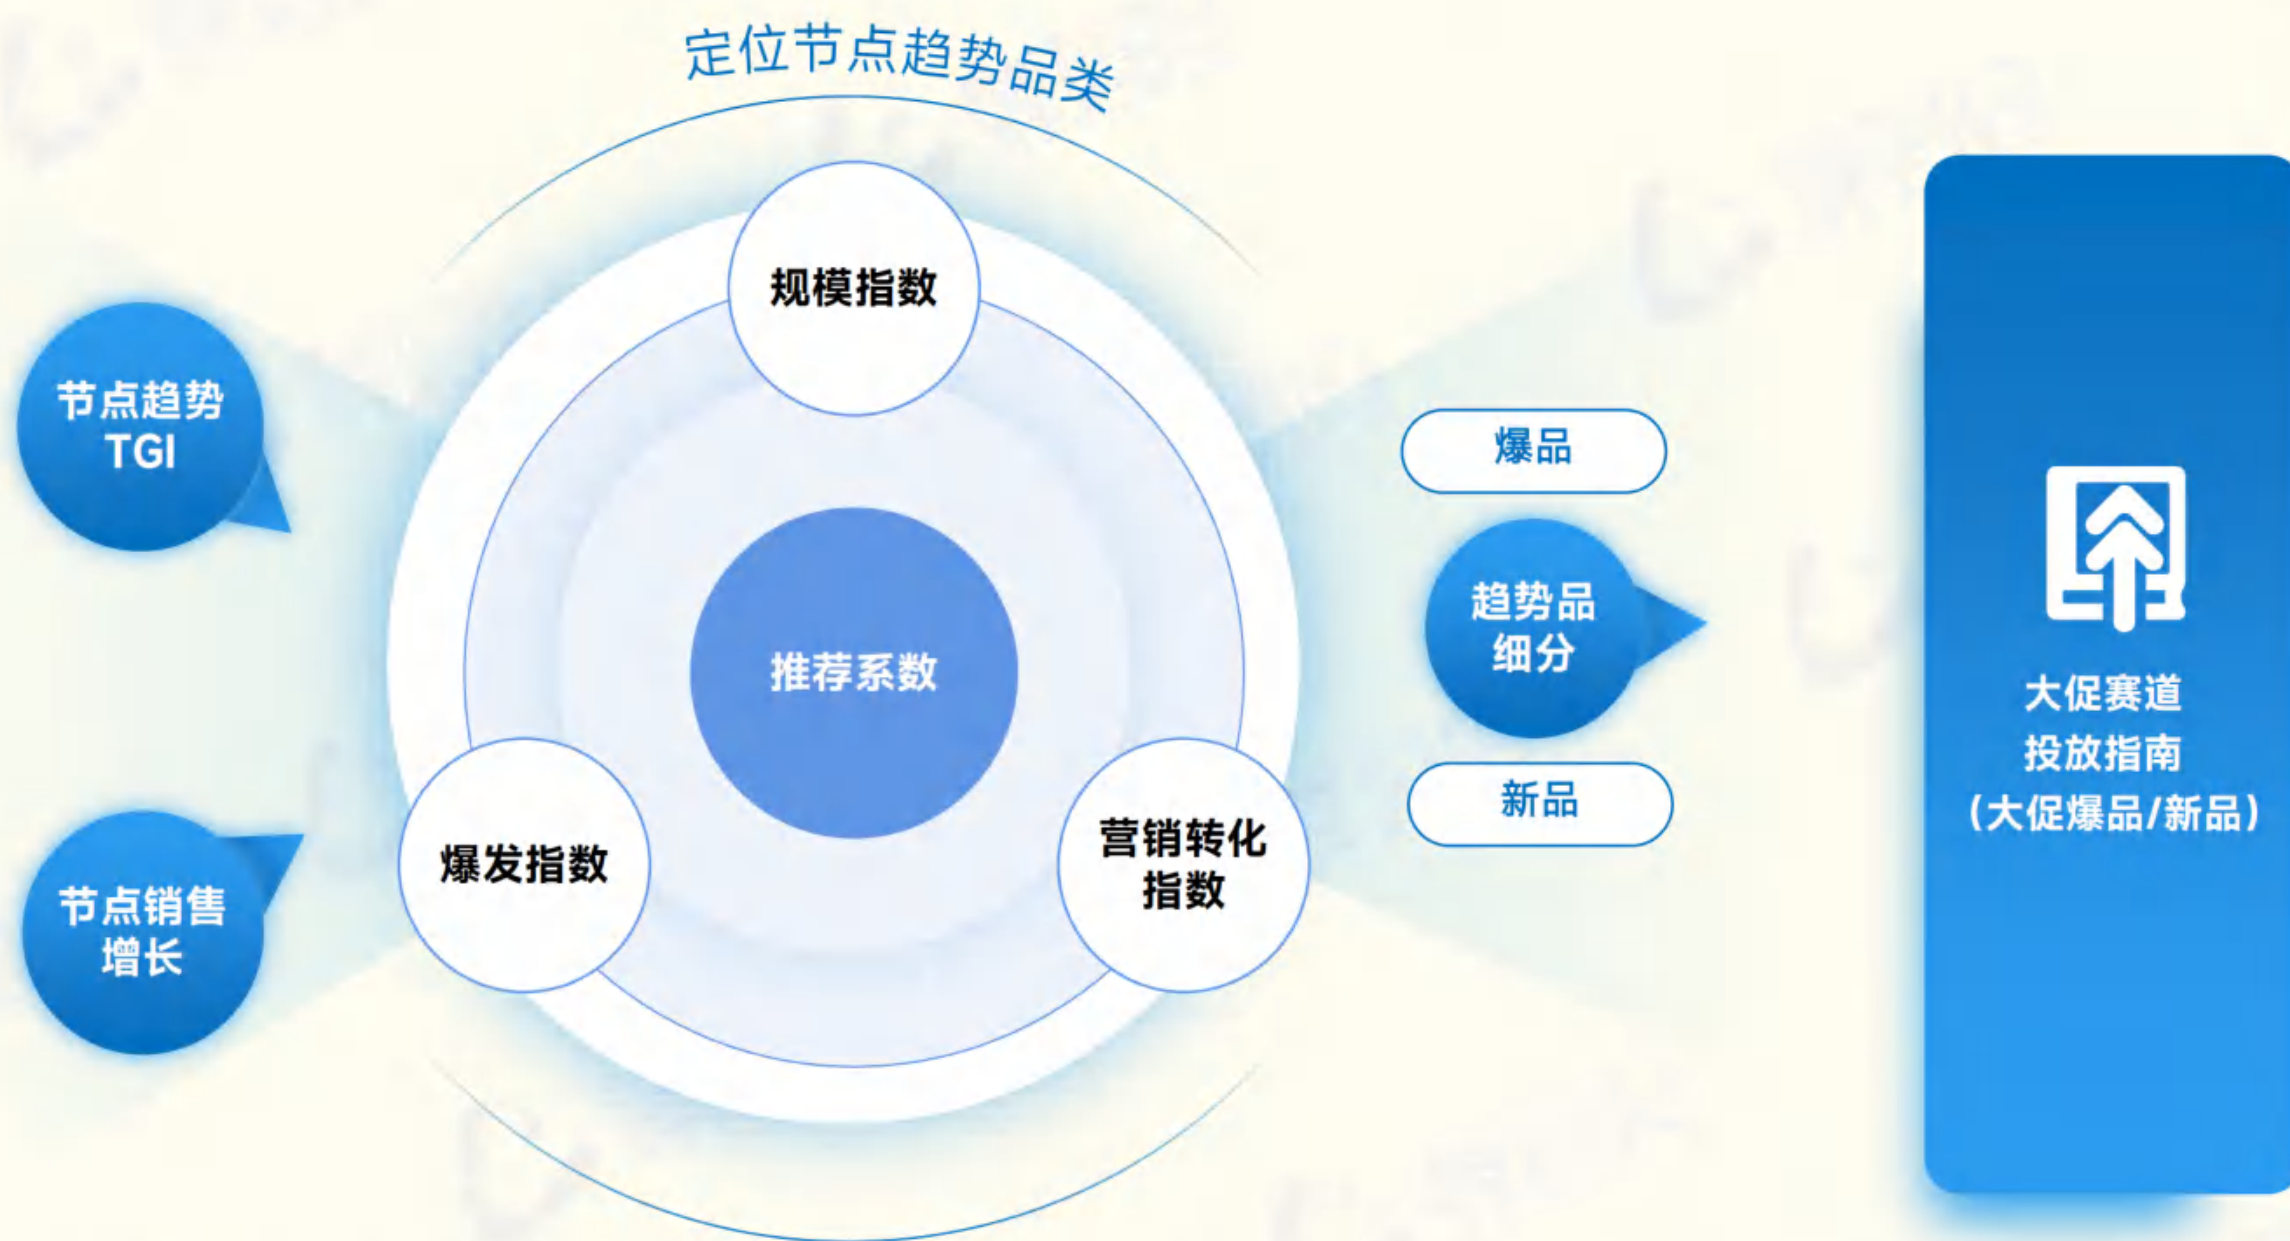 定位节点趋势品类
节点趋势
TGI
节点销售
增长
规模指数
推荐系数
爆发指数
营销转化
指数
爆品
趋势品
细分
新品
大促赛道
投放指南
（大促爆品/新品）